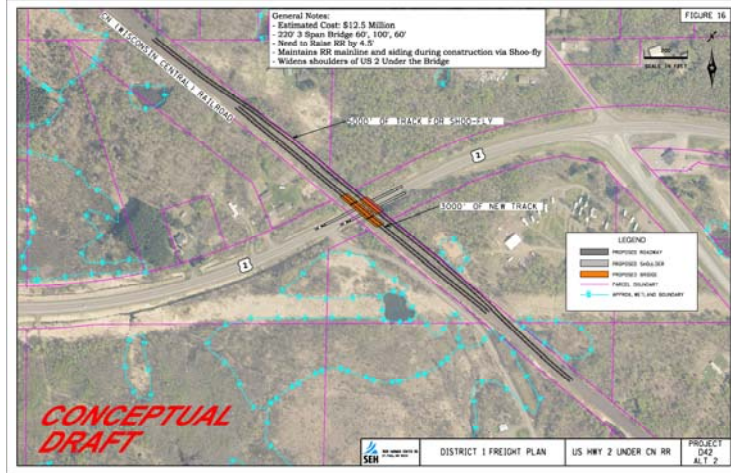 General Notes:
- Estimated Cost: $12.5 Million
- 220' 3 Span Bridge 60', 100', 60'
- Need to Raise RR by 4.5'
- Maintains RR mainline and siding during construction via Shoo-fly
- Widens shoulders of US 2 Under the Bridge
FIGURE 16
SCALE IN FEET
CN (WISCONSIN CENTRAL) RAILROAD
5000' OF TRACK FOR SHOO-FLY
2
3000' OF NEW TRACK
2
LEGEND
PROPOSED ROADWAY
PROPOSED SHOULDER
PROPOSED BRIDGE
PARCEL BOUNDARY
APPROX. WETLAND BOUNDARY
CONCEPTUAL
DRAFT
SEH
DISTRICT 1 FREIGHT PLAN
US HWY 2 UNDER CN RR
PROJECT
D42
ALT 2